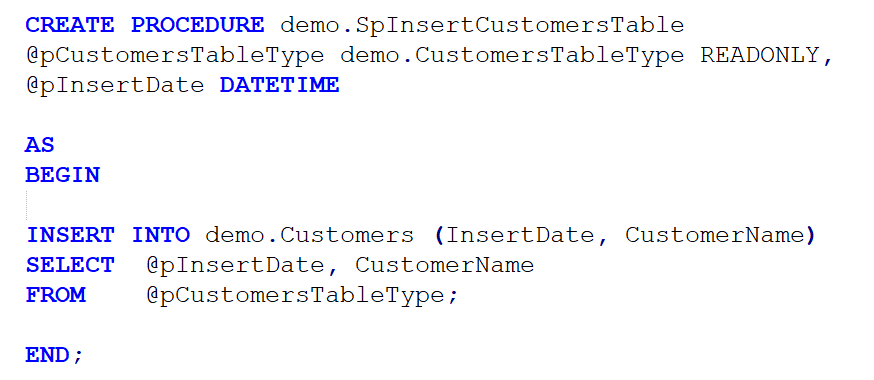 CREATE PROCEDURE demo.SpInsertCustomersTable
@pCustomersTableType demo.CustomersTableType READONLY,
@pInsertDate DATETIME
AS
BEGIN
INSERT INTO demo.Customers (InsertDate, CustomerName)
SELECT  @pInsertDate, CustomerName
FROM    @pCustomersTableType;
END;